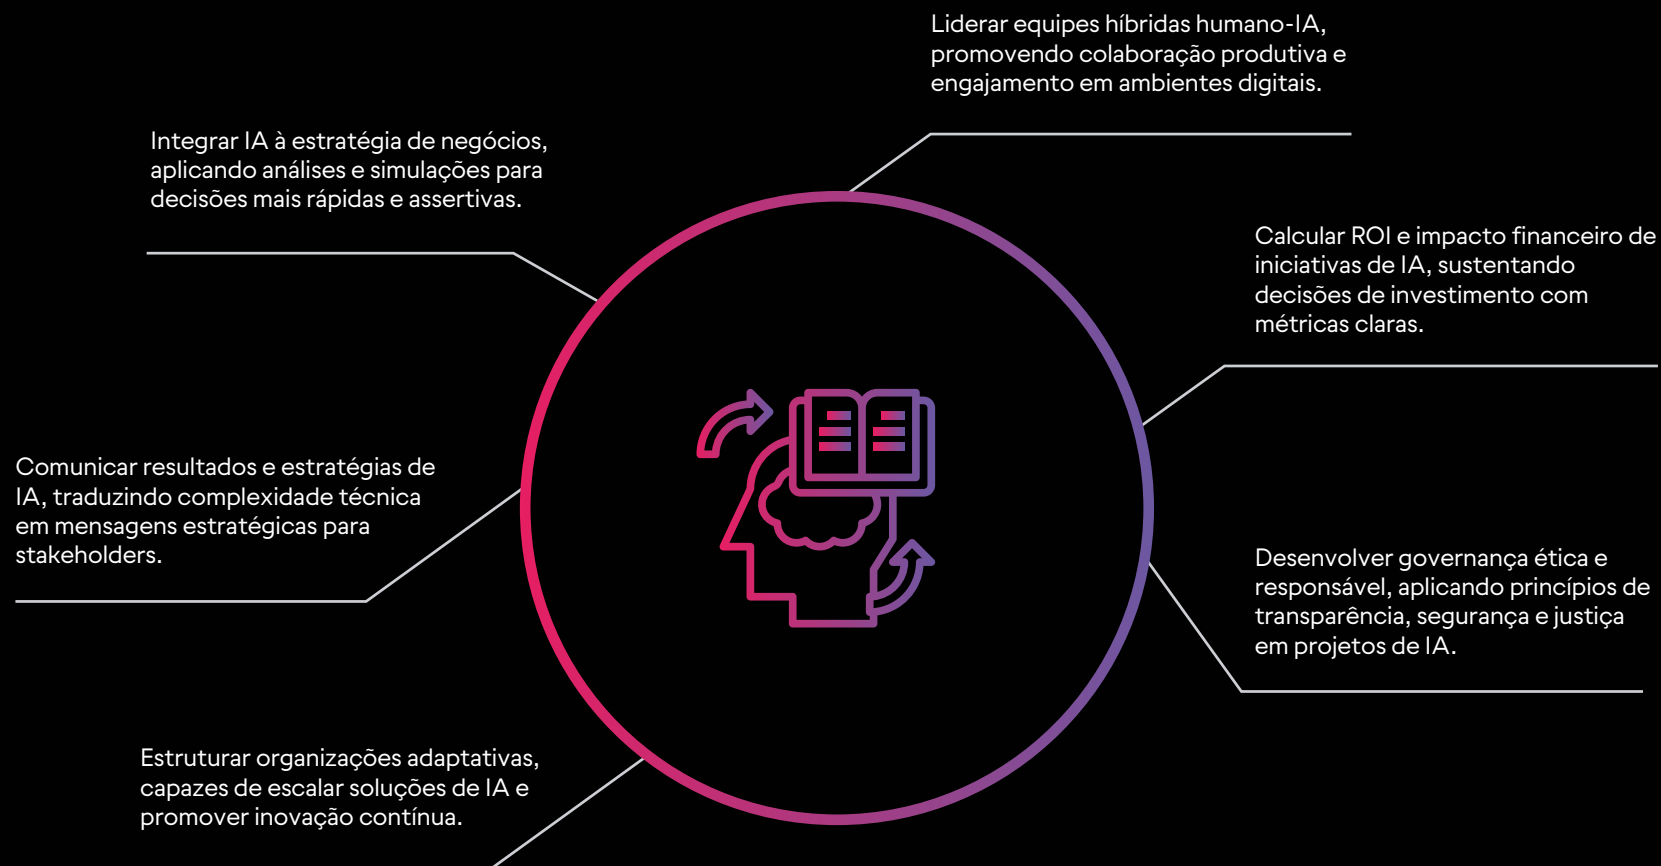 Liderar equipes híbridas humano-IA,
promovendo colaboração produtiva e
engajamento em ambientes digitais.
Integrar IA à estratégia de negócios,
aplicando análises e simulações para
decisões mais rápidas e assertivas.
Calcular ROI e impacto financeiro de
iniciativas de IA, sustentando
decisões de investimento com
métricas claras.
Comunicar resultados e estratégias de
IA, traduzindo complexidade técnica
em mensagens estratégicas para
stakeholders.
Desenvolver governança ética e
responsável, aplicando princípios de
transparência, segurança e justiça
em projetos de IA.
Estruturar organizações adaptativas,
capazes de escalar soluções de IA e
promover inovação contínua.